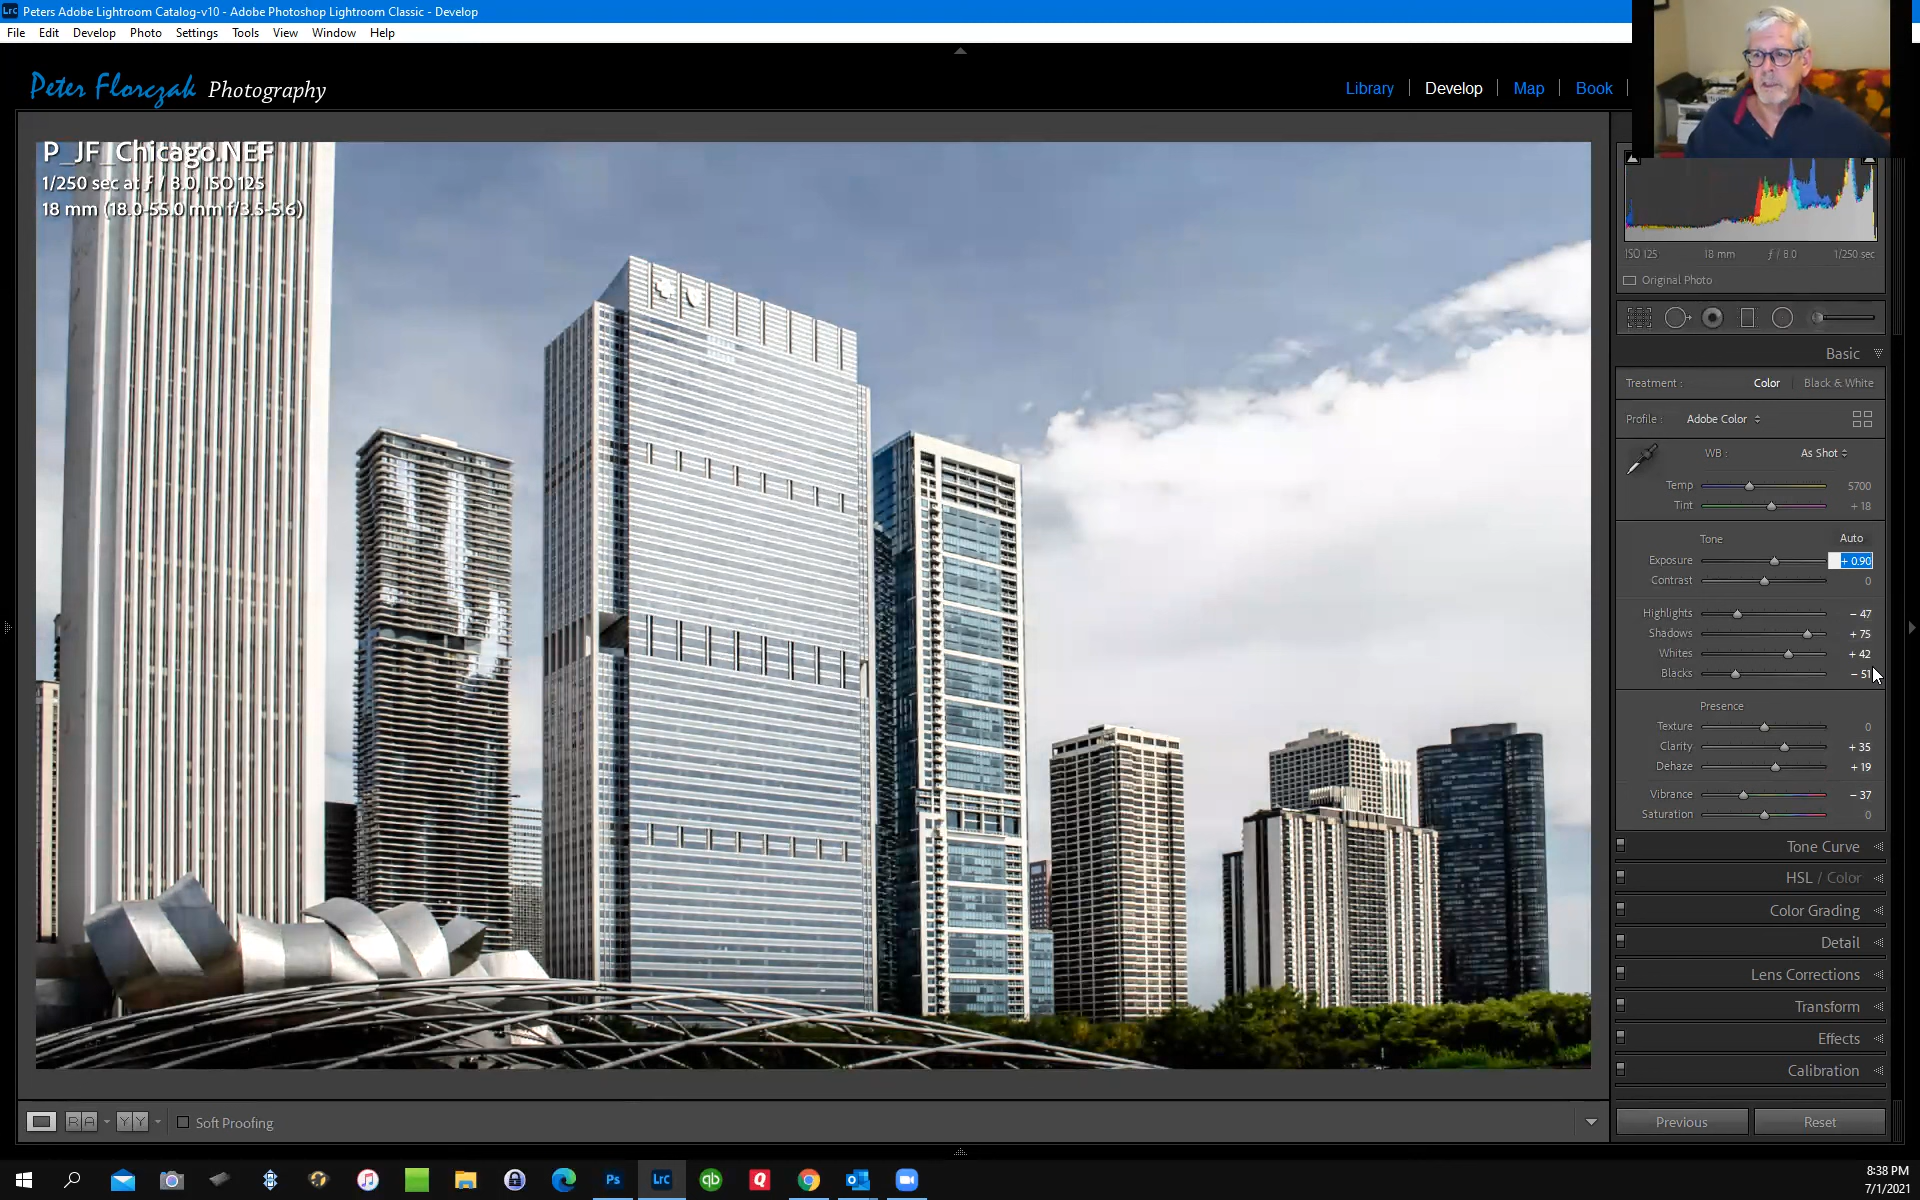 Lrc Peters Adobe Lightroom Catalog-v10 - Adobe Photoshop Lightroom Classic - Develop
File Edit Develop Photo Settings Tools View Window Help
Peter Florczak Photography
Library | Develop | Map | Book |
P_JF_Chicago.NEF
1/250 sec at ƒ / 8.0, ISO 125
18 mm (18.0-55.0 mm f/3.5-5.6)
ISO 125 18 mm ƒ / 8.0 1/250 sec
Original Photo
Basic
Treatment : Color Black & White
Profile : Adobe Color
WB : As Shot
Temp 5700
Tint + 18
Tone Auto
Exposure + 0.90
Contrast 0
Highlights – 47
Shadows + 75
Whites + 42
Blacks – 51
Presence
Texture 0
Clarity + 35
Dehaze + 19
Vibrance – 37
Saturation 0
Tone Curve
HSL / Color
Color Grading
Detail
Lens Corrections
Transform
Effects
Calibration
R A Y Y Soft Proofing
Previous Reset
Ps LrC qb Q
8:38 PM
7/1/2021